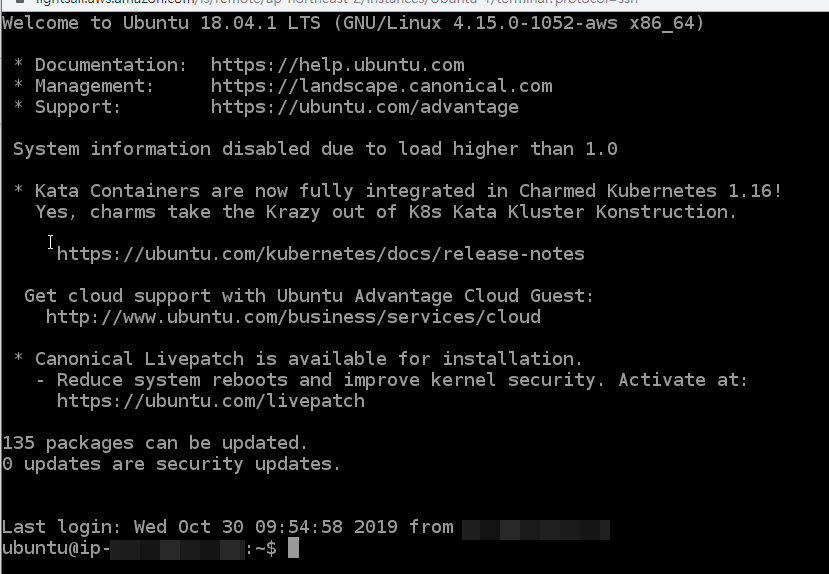 lightsail.aws.amazon.com/ls/remote/ap-northeast-2/instances/Ubuntu-1/terminal?protocol=ssh
Welcome to Ubuntu 18.04.1 LTS (GNU/Linux 4.15.0-1052-aws x86_64)
* Documentation:  https://help.ubuntu.com
* Management:     https://landscape.canonical.com
* Support:        https://ubuntu.com/advantage
System information disabled due to load higher than 1.0
* Kata Containers are now fully integrated in Charmed Kubernetes 1.16!
Yes, charms take the Krazy out of K8s Kata Kluster Konstruction.
https://ubuntu.com/kubernetes/docs/release-notes
Get cloud support with Ubuntu Advantage Cloud Guest:
http://www.ubuntu.com/business/services/cloud
* Canonical Livepatch is available for installation.
- Reduce system reboots and improve kernel security. Activate at:
https://ubuntu.com/livepatch
135 packages can be updated.
0 updates are security updates.
Last login: Wed Oct 30 09:54:58 2019 from
ubuntu@ip- :~$